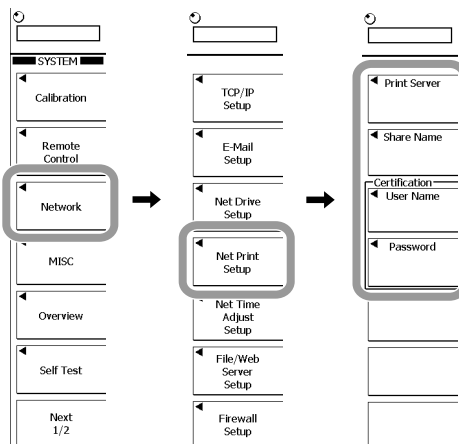 SYSTEM
Calibration
Remote
Control
Network
MISC
Overview
Self Test
Next
1/2
TCP/IP
Setup
E-Mail
Setup
Net Drive
Setup
Net Print
Setup
Net Time
Adjust
Setup
File/Web
Server
Setup
Firewall
Setup
Print Server
Share Name
Certification
User Name
Password